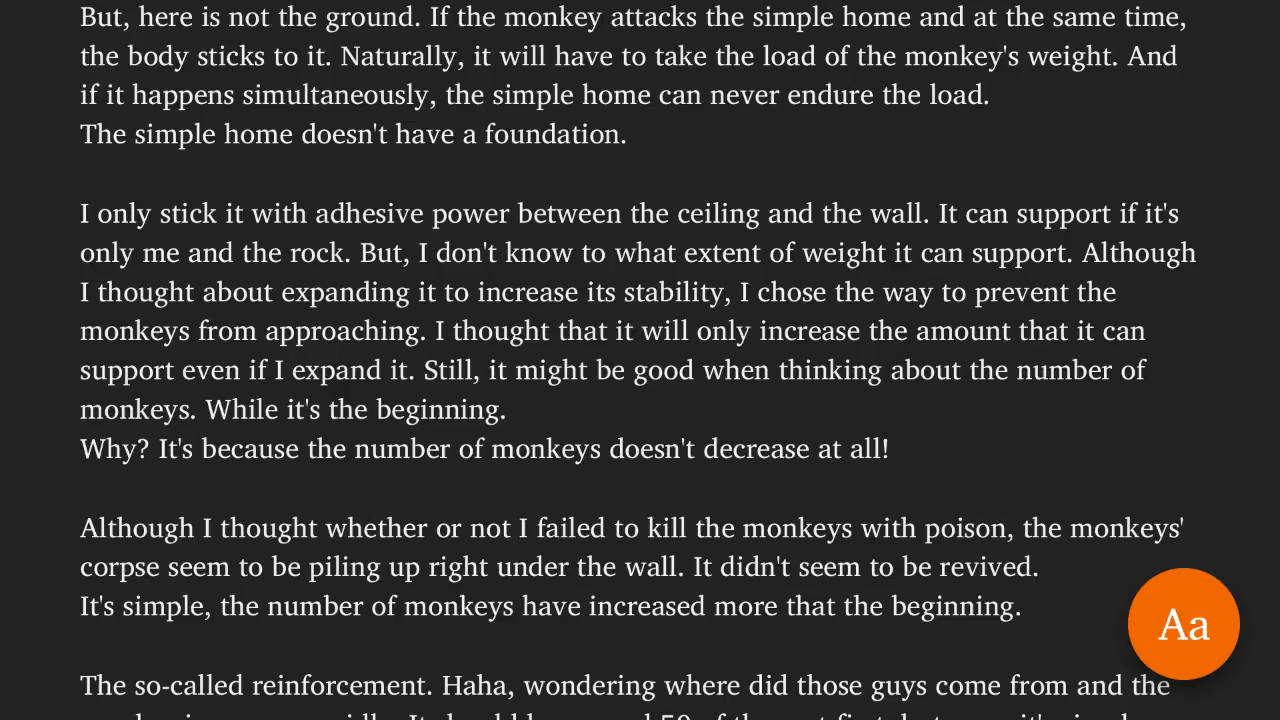 But, here is not the ground. If the monkey attacks the simple home and at the same time,
the body sticks to it. Naturally, it will have to take the load of the monkey's weight. And
if it happens simultaneously, the simple home can never endure the load.
The simple home doesn't have a foundation.
I only stick it with adhesive power between the ceiling and the wall. It can support if it's
only me and the rock. But, I don't know to what extent of weight it can support. Although
I thought about expanding it to increase its stability, I chose the way to prevent the
monkeys from approaching. I thought that it will only increase the amount that it can
support even if I expand it. Still, it might be good when thinking about the number of
monkeys. While it's the beginning.
Why? It's because the number of monkeys doesn't decrease at all!
Although I thought whether or not I failed to kill the monkeys with poison, the monkeys'
corpse seem to be piling up right under the wall. It didn't seem to be revived.
It's simple, the number of monkeys have increased more that the beginning.
Aa
The so-called reinforcement. Haha, wondering where did those guys come from and the